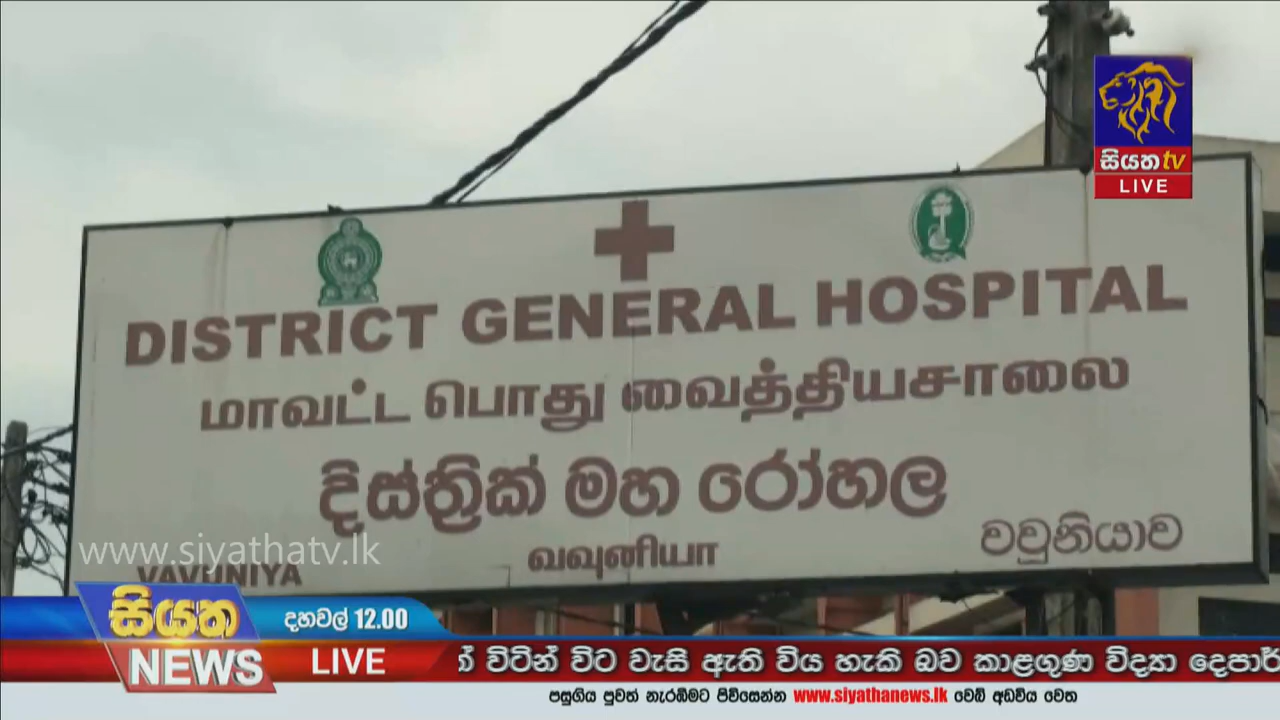 සියත tv
LIVE
DISTRICT GENERAL HOSPITAL
மாவட்ட பொது வைத்தியசாலை
දිස්ත්‍රික් මහ රෝහල
වවුනියාව
வவுனியா
VAVUNIYA
www.siyathatv.lk
සියත
NEWS
දහවල් 12.00
LIVE
විටින් විට වැසි ඇති විය හැකි බව කාළගුණ විද්‍යා දෙපාර්
පසුගිය පුවත් නැරඹීමට පිවිසෙන්න www.siyathanews.lk වෙබ් අඩවිය වෙත